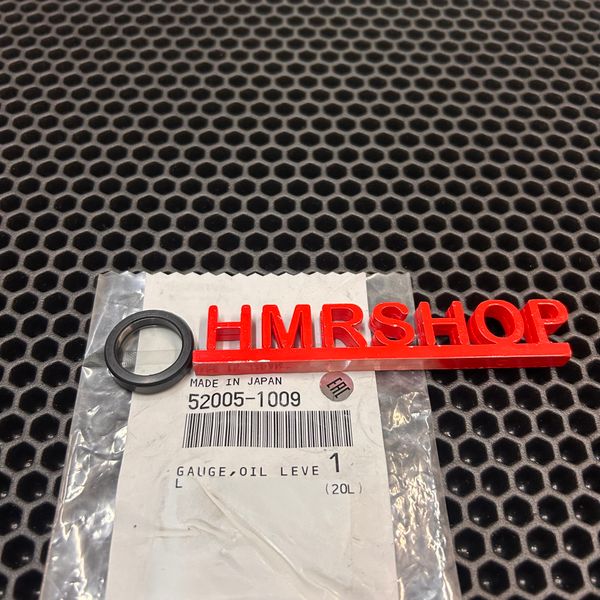 HMRSHOP
MADE IN JAPAN
EAC
52005-1009
GAUGE,OIL LEVE 1
L (20L)